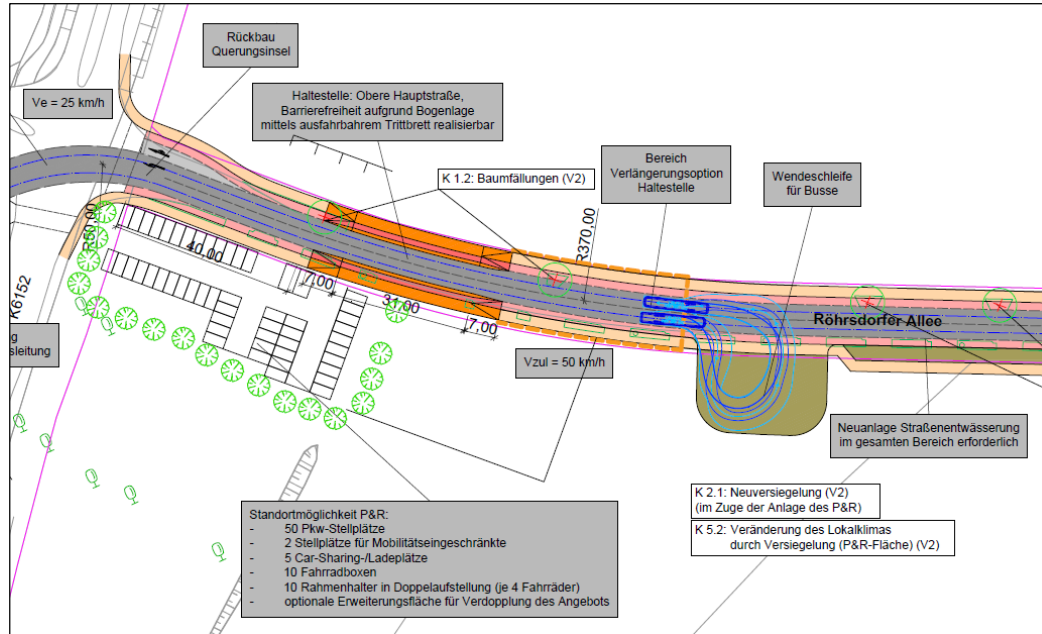 Rückbau
Querungsinsel
Ve = 25 km/h
Haltestelle: Obere Hauptstraße,
Barrierefreiheit aufgrund Bogenlage
mittels ausfahrbahrem Trittbrett realisierbar
K 1.2: Baumfällungen (V2)
Bereich
Verlängerungsoption
Haltestelle
Wendeschleife
für Busse
R50,00
40,00
7,00
31,00
7,00
R370,00
K6152
Röhrsdorfer Allee
ng
sleitung
Vzul = 50 km/h
Neuanlage Straßenentwässerung
im gesamten Bereich erforderlich
K 2.1: Neuversiegelung (V2)
(im Zuge der Anlage des P&R)
K 5.2: Veränderung des Lokalklimas
durch Versiegelung (P&R-Fläche) (V2)
Standortmöglichkeit P&R:
- 50 Pkw-Stellplätze
- 2 Stellplätze für Mobilitätseingeschränkte
- 5 Car-Sharing-/Ladeplätze
- 10 Fahrradboxen
- 10 Rahmenhalter in Doppelaufstellung (je 4 Fahrräder)
- optionale Erweiterungsfläche für Verdopplung des Angebots